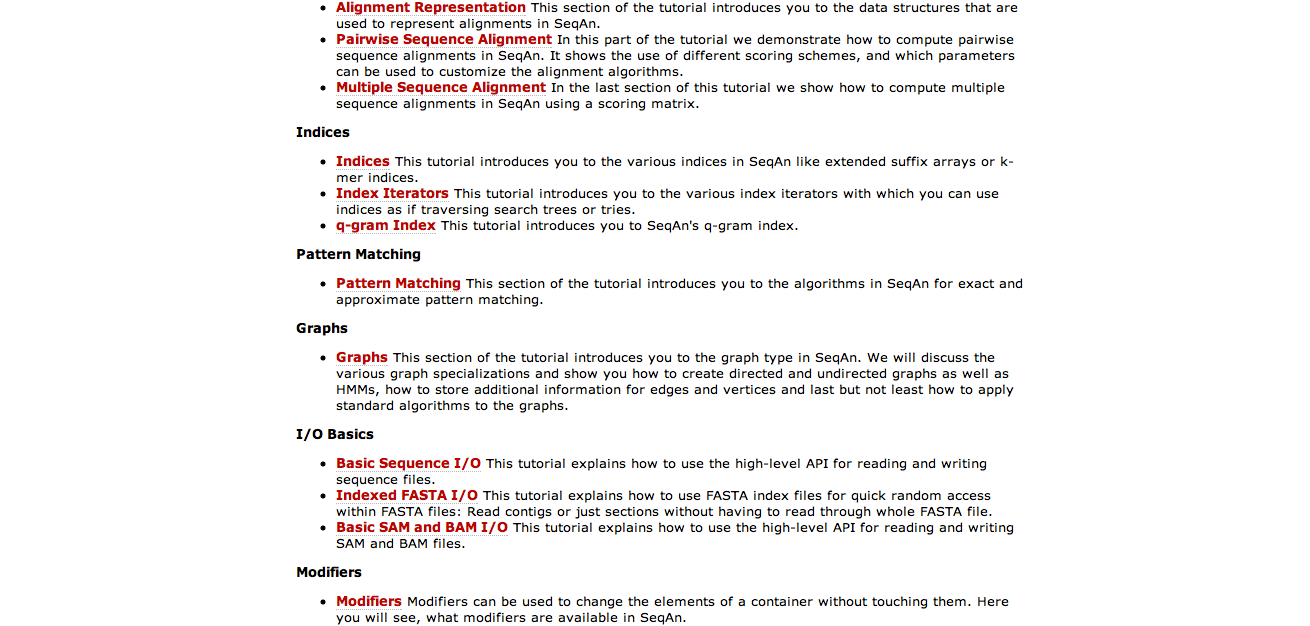 Alignment Representation This section of the tutorial introduces you to the data structures that are
used to represent alignments in SeqAn.
Pairwise Sequence Alignment In this part of the tutorial we demonstrate how to compute pairwise
sequence alignments in SeqAn. It shows the use of different scoring schemes, and which parameters
can be used to customize the alignment algorithms.
Multiple Sequence Alignment In the last section of this tutorial we show how to compute multiple
sequence alignments in SeqAn using a scoring matrix.
Indices
Indices This tutorial introduces you to the various indices in SeqAn like extended suffix arrays or k-
mer indices.
Index Iterators This tutorial introduces you to the various index iterators with which you can use
indices as if traversing search trees or tries.
q-gram Index This tutorial introduces you to SeqAn's q-gram index.
Pattern Matching
Pattern Matching This section of the tutorial introduces you to the algorithms in SeqAn for exact and
approximate pattern matching.
Graphs
Graphs This section of the tutorial introduces you to the graph type in SeqAn. We will discuss the
various graph specializations and show you how to create directed and undirected graphs as well as
HMMs, how to store additional information for edges and vertices and last but not least how to apply
standard algorithms to the graphs.
I/O Basics
Basic Sequence I/O This tutorial explains how to use the high-level API for reading and writing
sequence files.
Indexed FASTA I/O This tutorial explains how to use FASTA index files for quick random access
within FASTA files: Read contigs or just sections without having to read through whole FASTA file.
Basic SAM and BAM I/O This tutorial explains how to use the high-level API for reading and writing
SAM and BAM files.
Modifiers
Modifiers Modifiers can be used to change the elements of a container without touching them. Here
you will see, what modifiers are available in SeqAn.